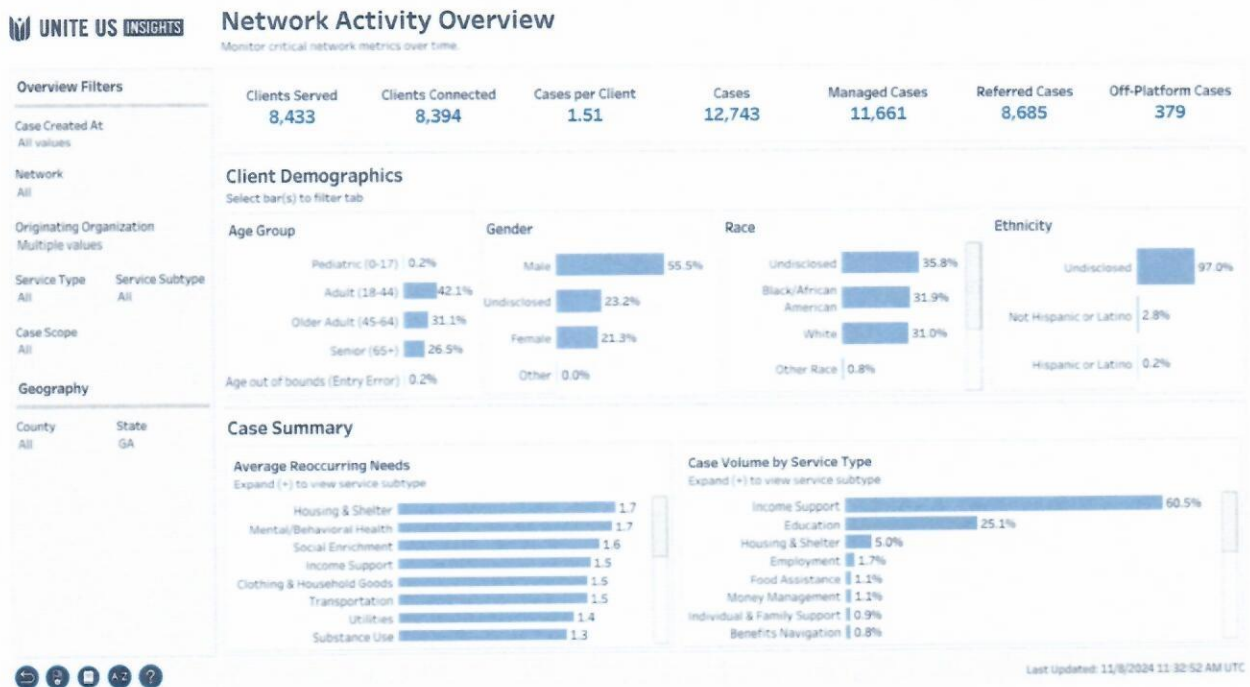 UNITE US INSIGHTS
Network Activity Overview
Monitor critical network metrics over time.
Overview Filters
Case Created At
All values
Network
All
Originating Organization
Multiple values
Service Type Service Subtype
All All
Case Scope
All
Geography
County State
All GA
Clients Served Clients Connected Cases per Client Cases Managed Cases Referred Cases Off-Platform Cases
8,433 8,394 1.51 12,743 11,661 8,685 379
Client Demographics
Select bar(s) to filter tab
Age Group
Pediatric (0-17) 0.2%
Adult (18-44) 42.1%
Older Adult (45-64) 31.1%
Senior (65+) 26.5%
Age out of bounds (Entry Error) 0.2%
Gender
Male 55.5%
Undisclosed 23.2%
Female 21.3%
Other 0.0%
Race
Undisclosed 35.8%
Black/African
American 31.9%
White 31.0%
Other Race 0.8%
Ethnicity
Undisclosed 97.0%
Not Hispanic or Latino 2.8%
Hispanic or Latino 0.2%
Case Summary
Average Reoccurring Needs
Expand (+) to view service subtype
Housing & Shelter 1.7
Mental/Behavioral Health 1.7
Social Enrichment 1.6
Income Support 1.5
Clothing & Household Goods 1.5
Transportation 1.5
Utilities 1.4
Substance Use 1.3
Case Volume by Service Type
Expand (+) to view service subtype
Income Support 60.5%
Education 25.1%
Housing & Shelter 5.0%
Employment 1.7%
Food Assistance 1.1%
Money Management 1.1%
Individual & Family Support 0.9%
Benefits Navigation 0.8%
A-Z ?
Last Updated: 11/8/2024 11:32:52 AM UTC